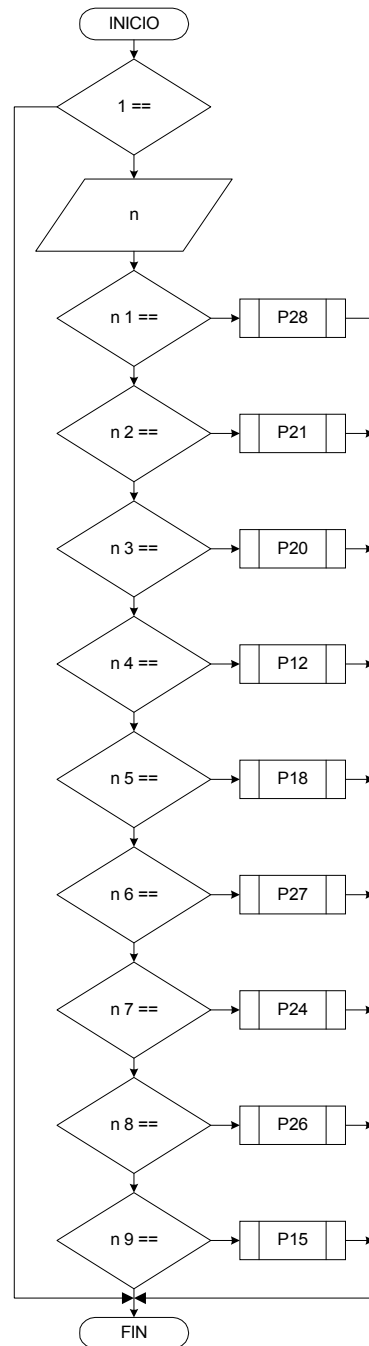 INICIO
1 ==
n
n 1 == P28
n 2 == P21
n 3 == P20
n 4 == P12
n 5 == P18
n 6 == P27
n 7 == P24
n 8 == P26
n 9 == P15
FIN